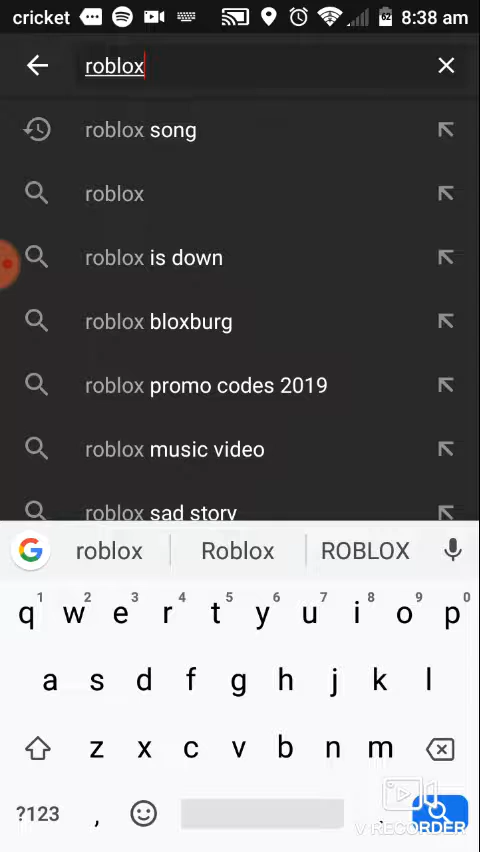 cricket 62 8:38 am
roblox
roblox song
roblox
roblox is down
roblox bloxburg
roblox promo codes 2019
roblox music video
roblox sad story
G roblox Roblox ROBLOX
1 2 3 4 5 6 7 8 9 0
q w e r t y u i o p
a s d f g h j k l
z x c v b n m
?123 , .
V RECORDER